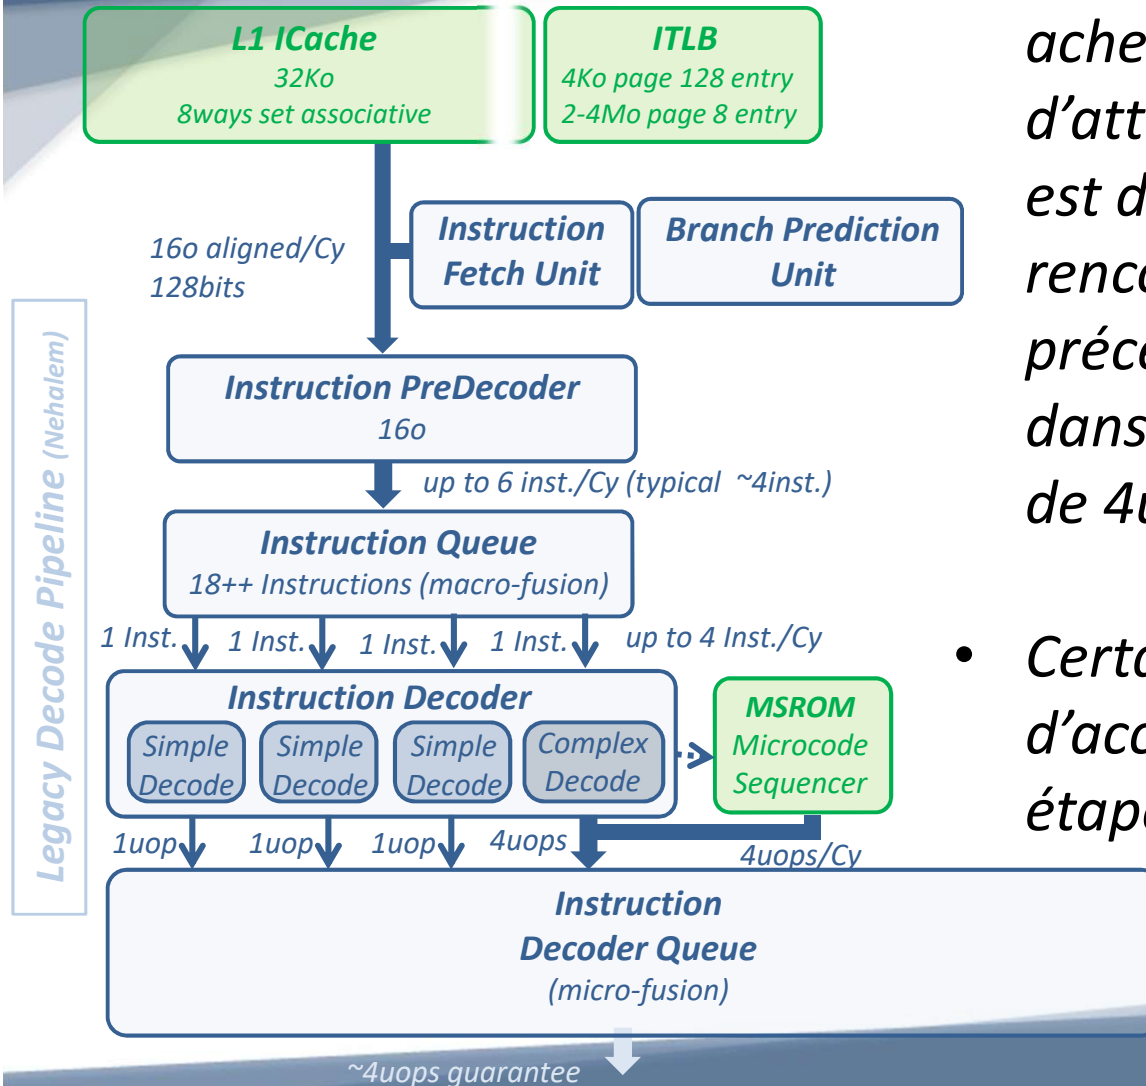 L1 ICache
32Ko
8ways set associative
ITLB
4Ko page 128 entry
2-4Mo page 8 entry
16o aligned/Cy
128bits
Instruction
Fetch Unit
Branch Prediction
Unit
Legacy Decode Pipeline (Nehalem)
Instruction PreDecoder
16o
up to 6 inst./Cy (typical ~4inst.)
Instruction Queue
18++ Instructions (macro-fusion)
1 Inst. 1 Inst. 1 Inst. 1 Inst. up to 4 Inst./Cy
Instruction Decoder
Simple
Decode
Simple
Decode
Simple
Decode
Complex
Decode
MSROM
Microcode
Sequencer
1uop 1uop 1uop 4uops
4uops/Cy
Instruction
Decoder Queue
(micro-fusion)
~4uops guarantee
ache
d'att
est d
renco
préco
dans
de 4u
• Certa
d'acc
étap